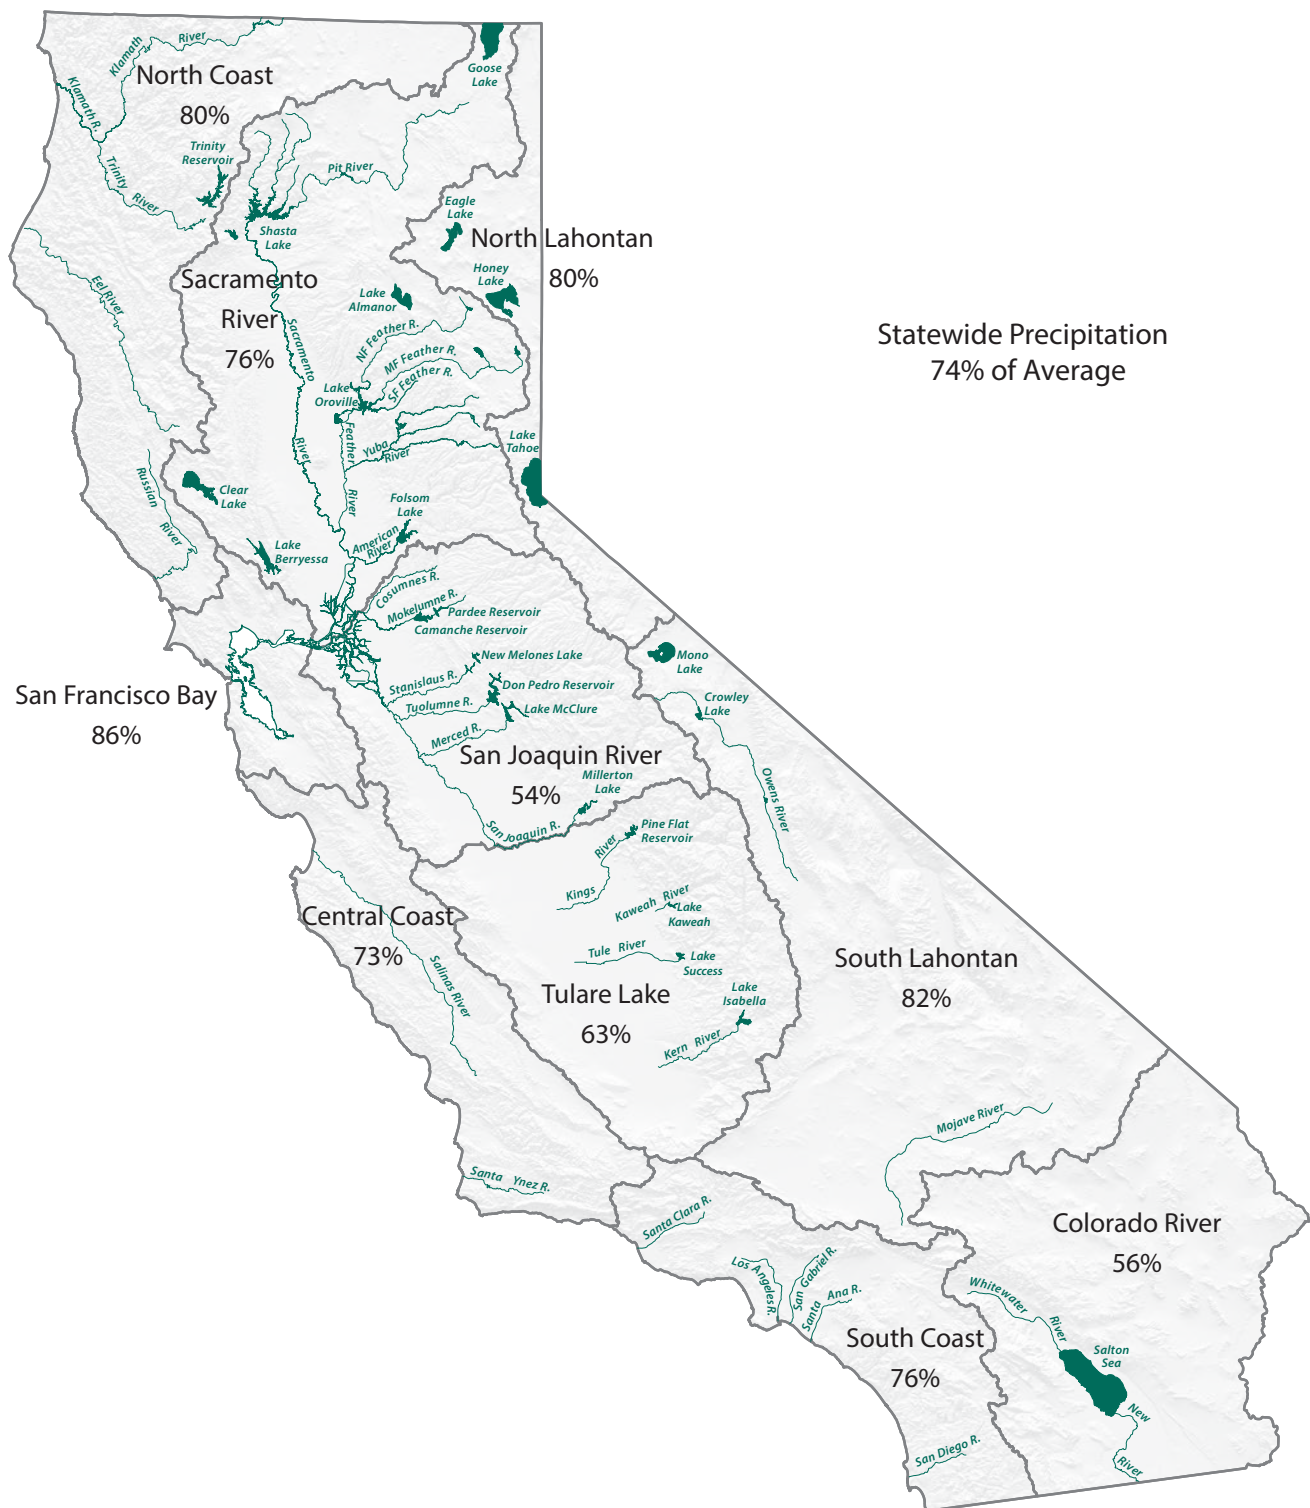 Klamath
River
North Coast
80%
Klamath R.
Trinity
Reservoir
Trinity
River
Goose
Lake
Pit River
Shasta
Lake
Eagle
Lake
North Lahontan
80%
Honey
Lake
Sacramento
River
76%
Lake
Almanor
Sacramento
River
NF Feather R.
MF Feather R.
SF Feather R.
Lake
Oroville
Feather
River
Yuba
River
Lake
Tahoe
Statewide Precipitation
74% of Average
Eel River
Russian
River
Clear
Lake
Lake
Berryessa
Folsom
Lake
American
River
Cosumnes R.
Mokelumne R.
Pardee Reservoir
Camanche Reservoir
New Melones Lake
Stanislaus R.
Don Pedro Reservoir
Tuolumne R.
Lake McClure
Merced R.
San Francisco Bay
86%
San Joaquin River
54%
Millerton
Lake
San Joaquin R.
Mono
Lake
Crowley
Lake
Owens River
Pine Flat
Reservoir
River
Kings
Kaweah River
Lake
Kaweah
Tule River
Lake
Success
Tulare Lake
63%
Lake
Isabella
Kern River
Central Coast
73%
Salinas River
South Lahontan
82%
Mojave River
Santa Ynez R.
Santa Clara R.
Los Angeles R.
San Gabriel R.
Santa Ana R.
South Coast
76%
San Diego R.
Colorado River
56%
Whitewater
River
Salton
Sea
New
River